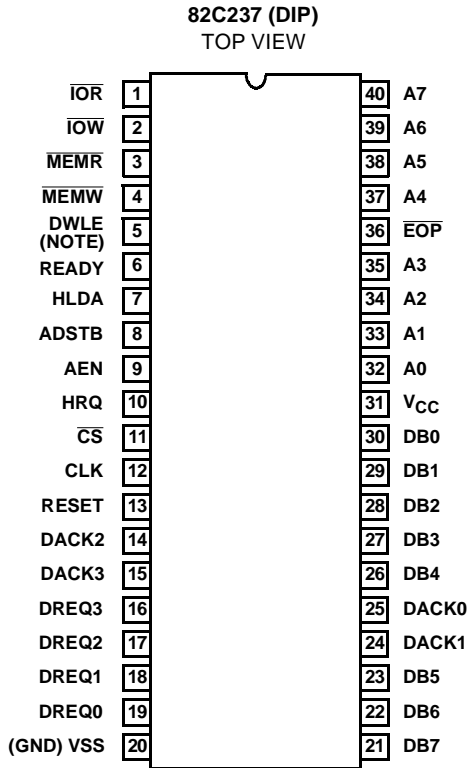 82C237 (DIP)
TOP VIEW
IOR 1 40 A7
IOW 2 39 A6
MEMR 3 38 A5
MEMW 4 37 A4
DWLE (NOTE) 5 36 EOP
READY 6 35 A3
HLDA 7 34 A2
ADSTB 8 33 A1
AEN 9 32 A0
HRQ 10 31 VCC
CS 11 30 DB0
CLK 12 29 DB1
RESET 13 28 DB2
DACK2 14 27 DB3
DACK3 15 26 DB4
DREQ3 16 25 DACK0
DREQ2 17 24 DACK1
DREQ1 18 23 DB5
DREQ0 19 22 DB6
(GND) VSS 20 21 DB7